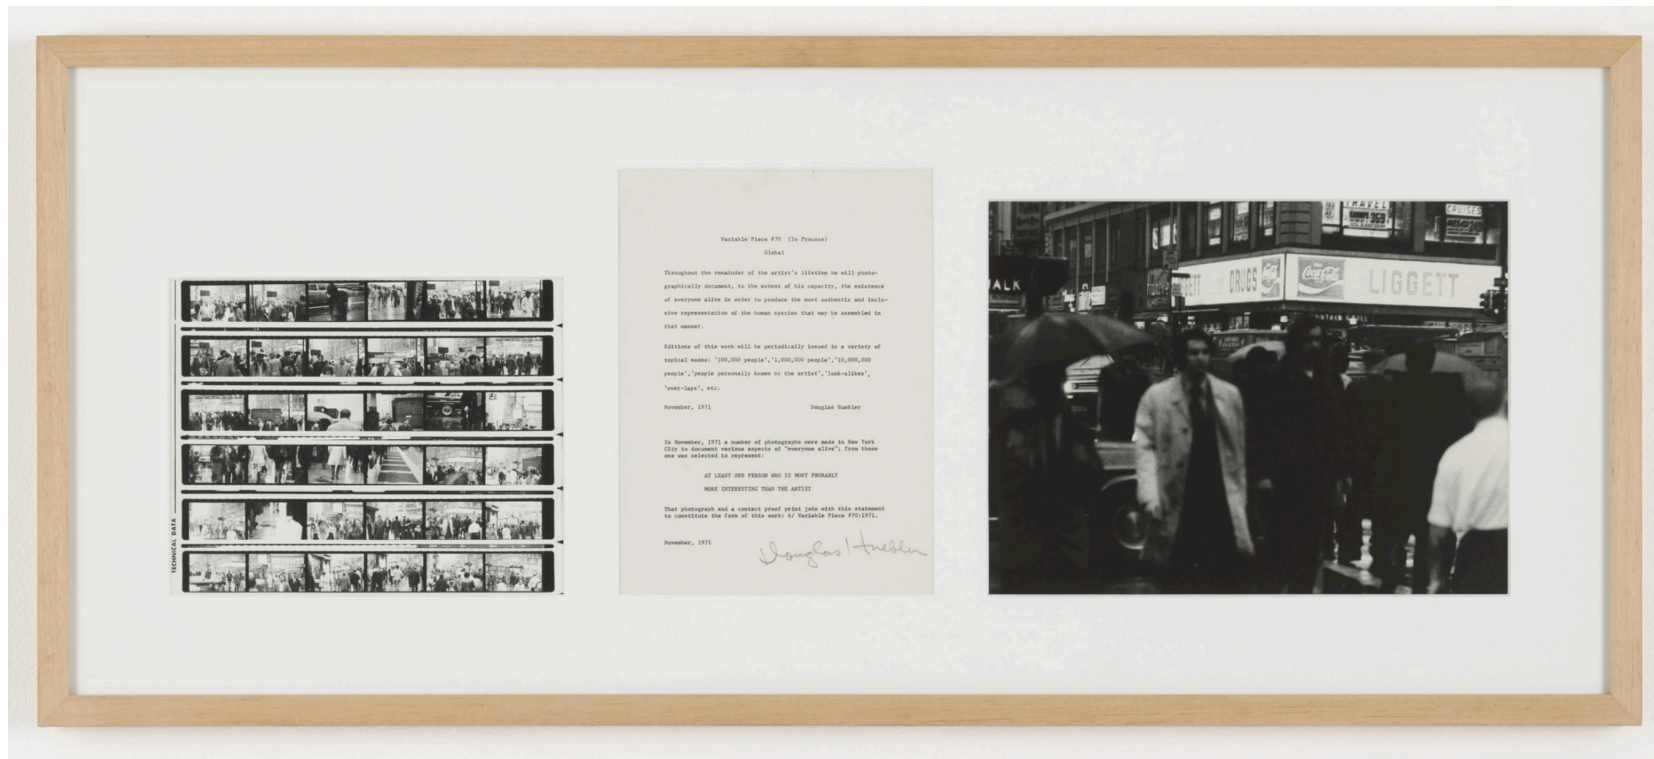 TECHNICAL DATA
Variable Piece #70 (In Process)
Global
Throughout the remainder of the artist's lifetime he will photo-
graphically document, to the extent of his capacity, the existence
of everyone alive in order to produce the most authentic and inclu-
sive representation of the human species that may be assembled in
that manner.
Editions of this work will be periodically issued in a variety of
topical modes: '100,000 people','1,000,000 people','10,000,000
people','people personally known by the artist','look-alikes',
'over-laps', etc.
November, 1971 Douglas Huebler
In November, 1971 a number of photographs were made in New York
City to document various aspects of "everyone alive"; from those
one was selected to represent:
AT LEAST ONE PERSON WHO IS MOST PROBABLY
MORE INTERESTING THAN THE ARTIST
That photograph and a contact proof print join with this statement
to constitute the form of this work: 6/ Variable Piece #70:1971.
November, 1971
Douglas Huebler
TRAVEL
EUROPE 359
CRUISES
ALK
GETT DRUGS Coca-Cola LIGGETT